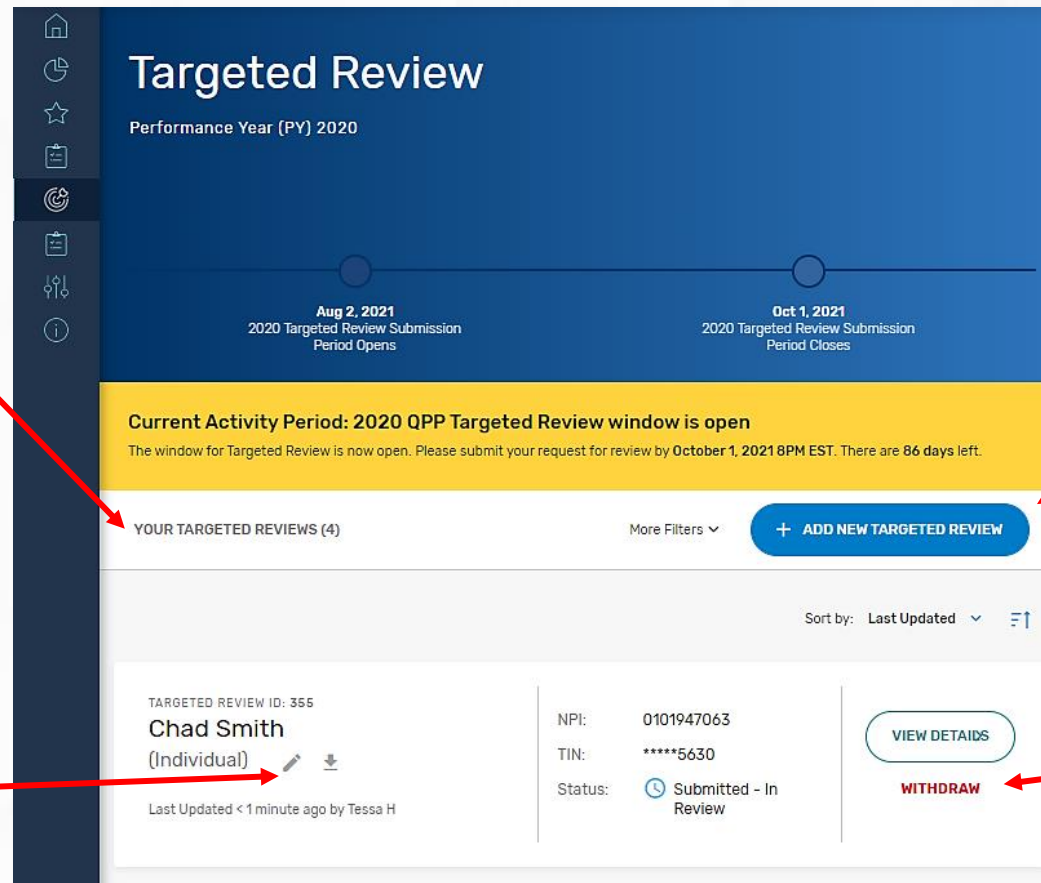 Targeted Review
Performance Year (PY) 2020
Aug 2, 2021
2020 Targeted Review Submission
Period Opens
Oct 1, 2021
2020 Targeted Review Submission
Period Closes
Current Activity Period: 2020 QPP Targeted Review window is open
The window for Targeted Review is now open. Please submit your request for review by October 1, 2021 8PM EST. There are 86 days left.
YOUR TARGETED REVIEWS (4)
More Filters
+ ADD NEW TARGETED REVIEW
Sort by: Last Updated
TARGETED REVIEW ID: 355
Chad Smith
(Individual)
Last Updated < 1 minute ago by Tessa H
NPI: 0101947063
TIN: *****5630
Status: Submitted - In
Review
VIEW DETAIDS
WITHDRAW